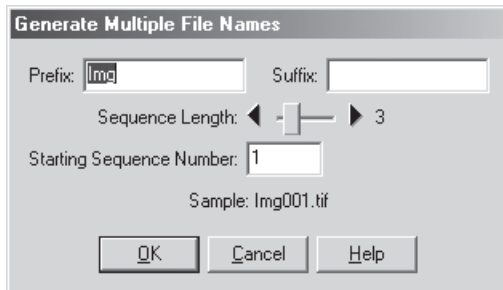 Generate Multiple File Names
Prefix: Img Suffix:
Sequence Length: 3
Starting Sequence Number: 1
Sample: Img001.tif
OK Cancel Help